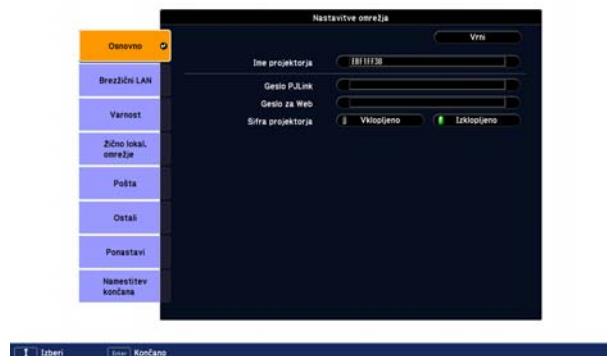 Nastavitve omrežja
Vrni
Osnovno
Ime projektorja
Brezžični LAN
Geslo PJLink
Geslo za Web
Varnost
Šifra projektorja Vklopljeno Izklopljeno
Žično lokal. omrežje
Pošta
Ostali
Ponastavi
Namestitev
končana
Izberi Enter Končano